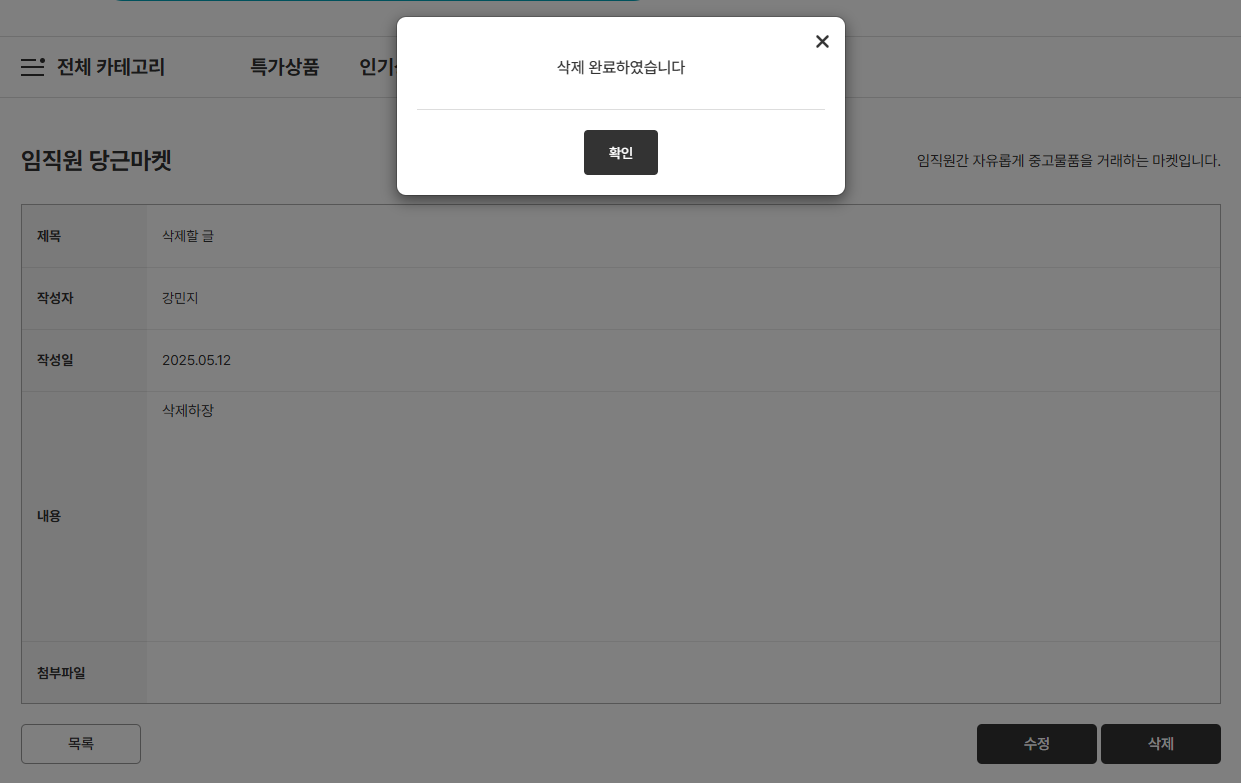 삭제 완료하였습니다
확인
전체 카테고리 특가상품 인기
임직원 당근마켓
임직원간 자유롭게 중고물품을 거래하는 마켓입니다.
제목 삭제할 글
작성자 강민지
작성일 2025.05.12
내용 삭제하장
첨부파일
목록 수정 삭제